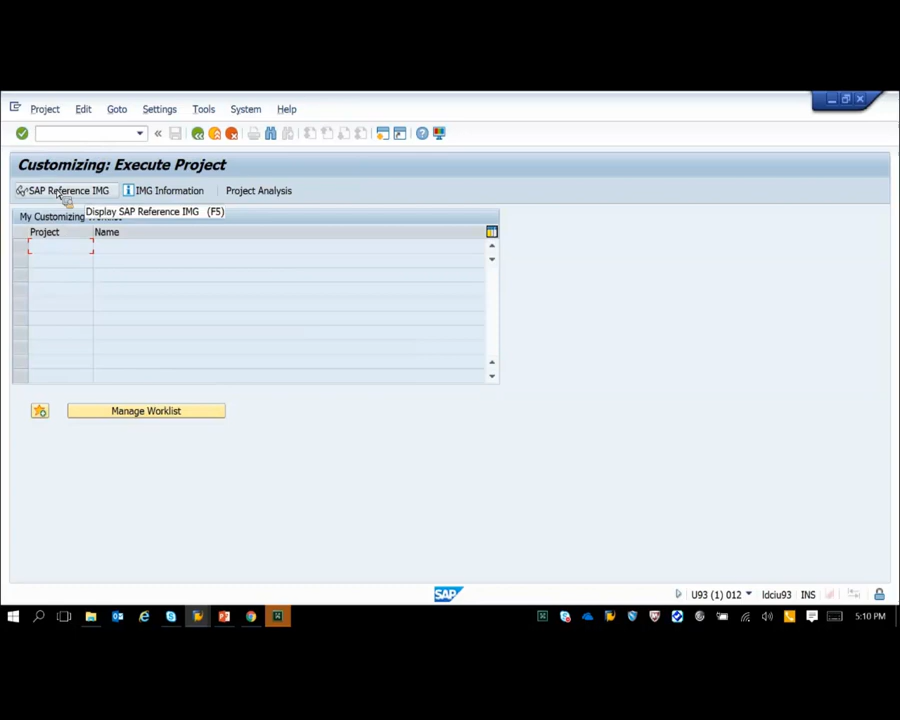 Project Edit Goto Settings Tools System Help
Customizing: Execute Project
SAP Reference IMG IMG Information Project Analysis
Display SAP Reference IMG (F5)
My Customizing
Project Name
Manage Worklist
SAP U93 (1) 012 ldciu93 INS
5:10 PM